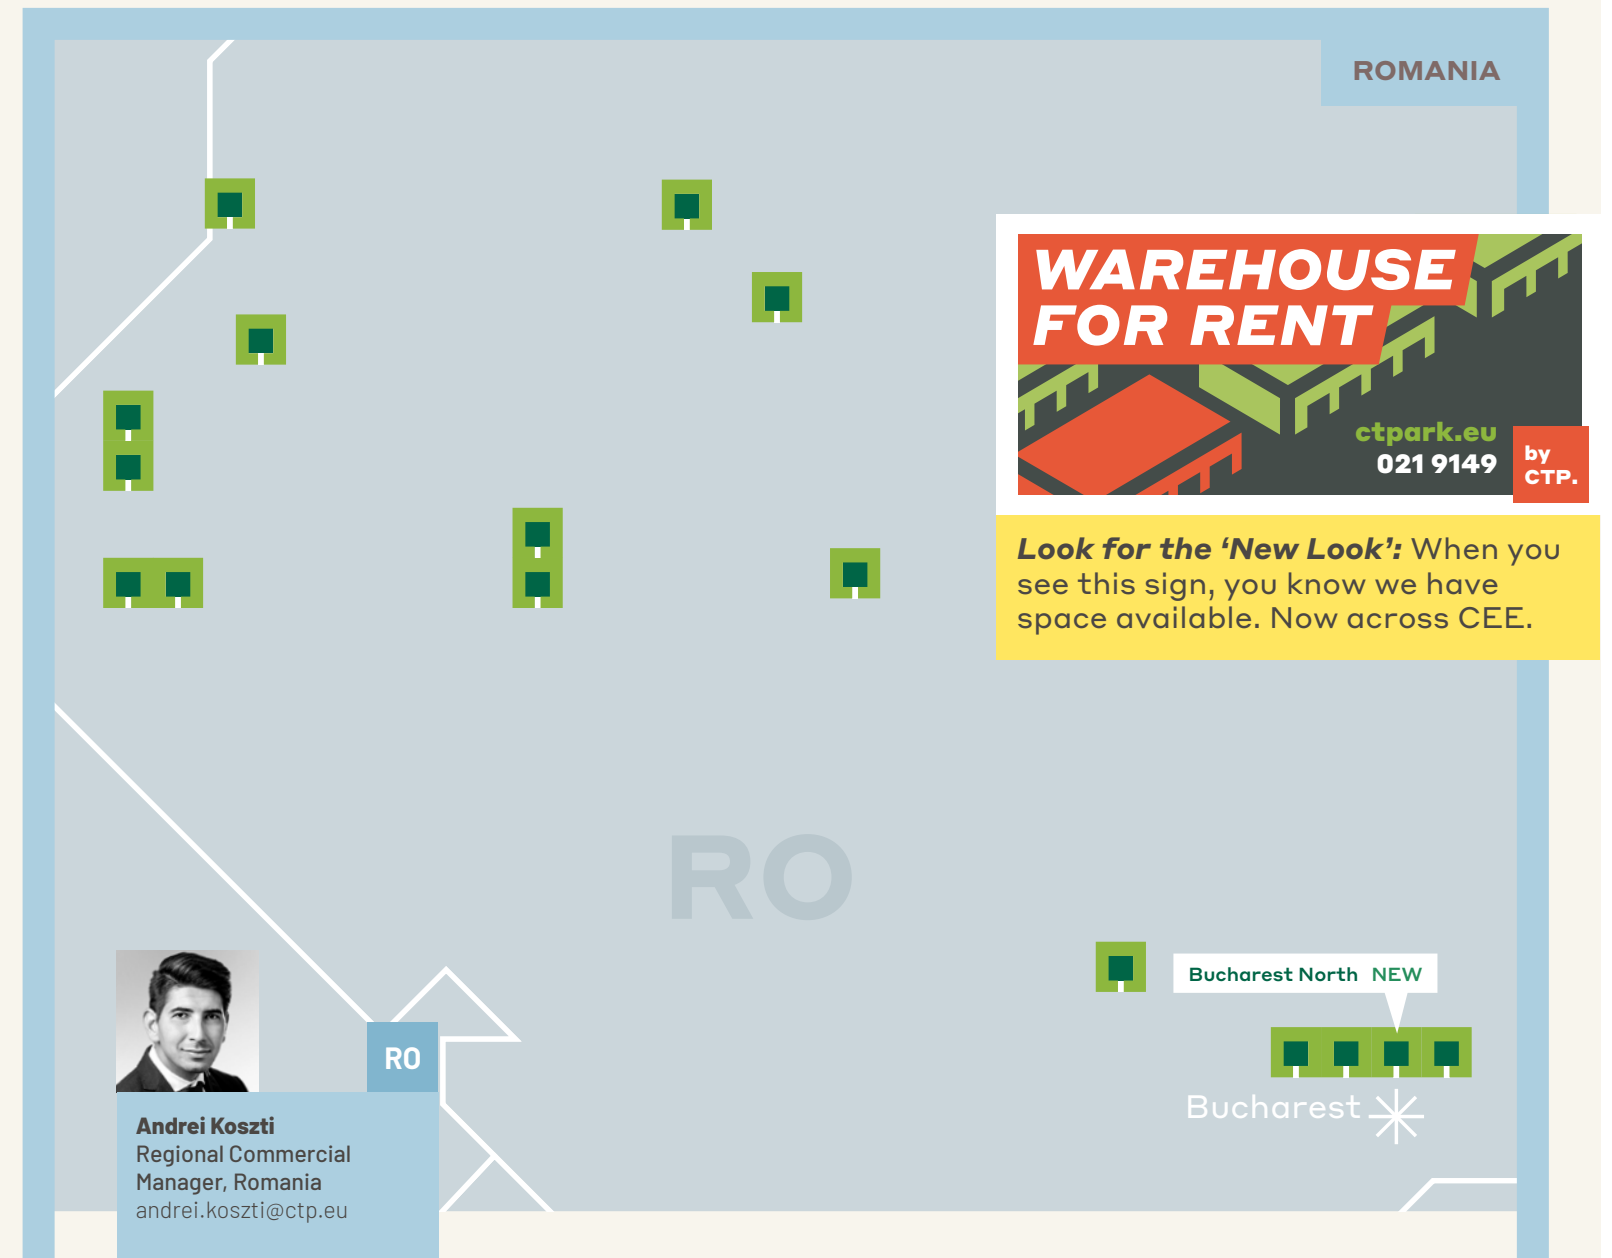 ROMANIA
WAREHOUSE
FOR RENT
ctpark.eu
021 9149
by
CTP.
Look for the ‘New Look’: When you
see this sign, you know we have
space available. Now across CEE.
RO
Bucharest North NEW
Bucharest
RO
Andrei Koszti
Regional Commercial
Manager, Romania
andrei.koszti@ctp.eu